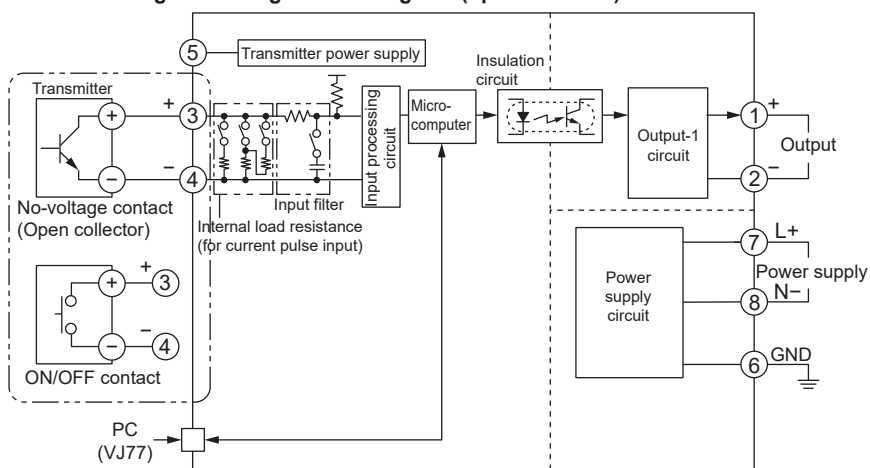 5
Transmitter power supply
Insulation
circuit
Transmitter
+
+
3
Input processing
circuit
Micro-
computer
Output-1
circuit
1
+
Output
−
−
4
2
−
No-voltage contact
(Open collector)
Input filter
Internal load resistance
(for current pulse input)
7
L+
Power supply
Power
supply
circuit
8
N−
+
+
3
−
−
4
ON/OFF contact
6
GND
PC
(VJ77)